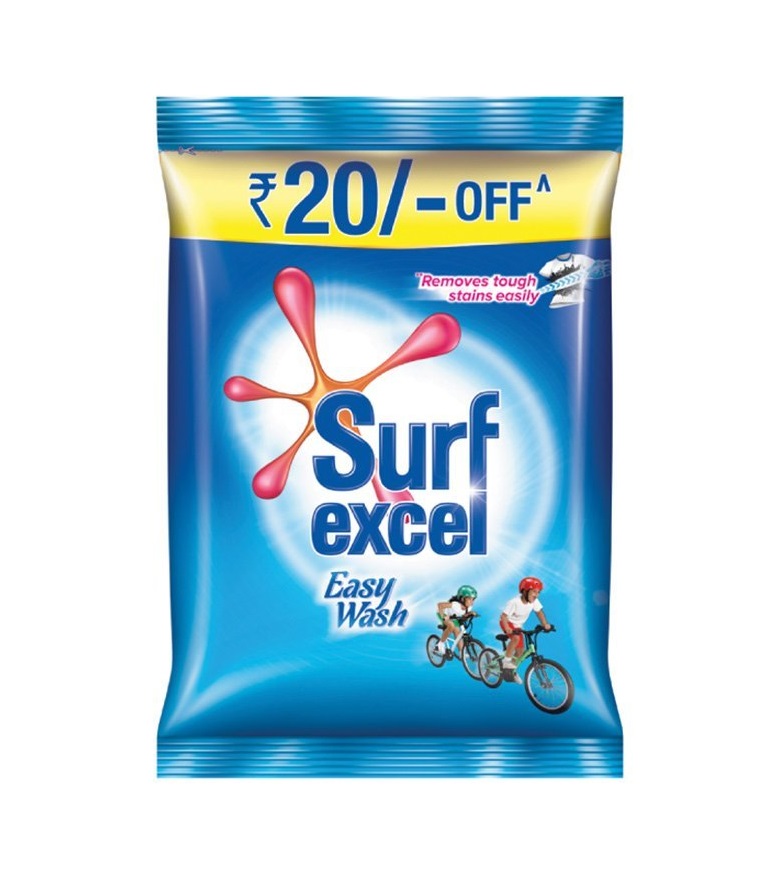 ₹20/- OFF^
"Removes tough
stains easily
Surf
excel
Easy
Wash